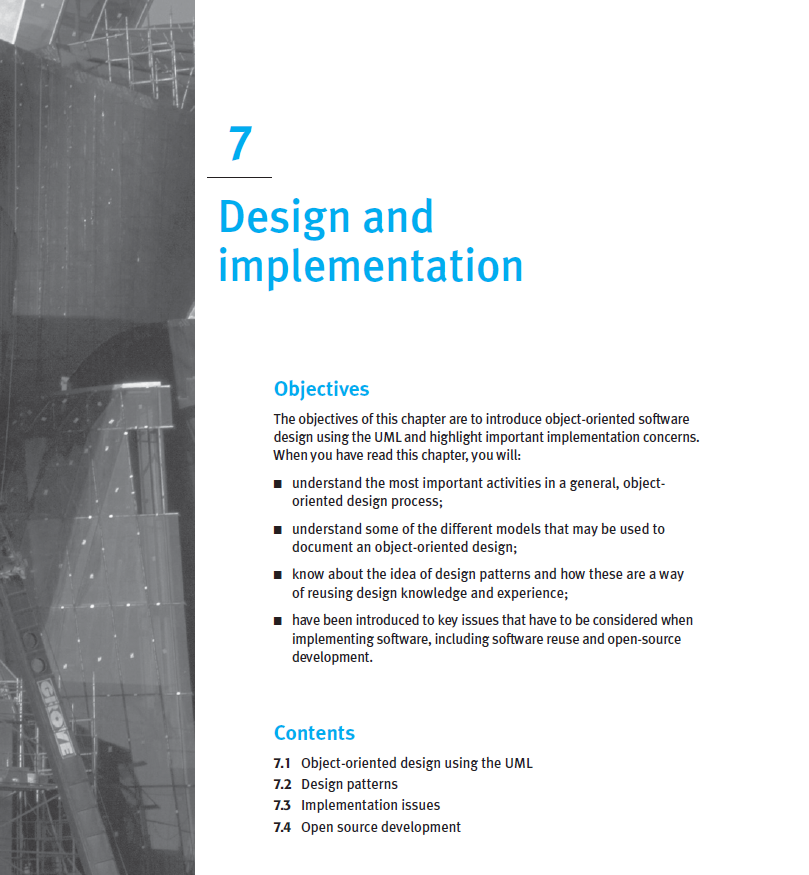 7
Design and
implementation
Objectives
The objectives of this chapter are to introduce object-oriented software
design using the UML and highlight important implementation concerns.
When you have read this chapter, you will:
■ understand the most important activities in a general, object-
oriented design process;
■ understand some of the different models that may be used to
document an object-oriented design;
■ know about the idea of design patterns and how these are a way
of reusing design knowledge and experience;
■ have been introduced to key issues that have to be considered when
implementing software, including software reuse and open-source
development.
Contents
7.1 Object-oriented design using the UML
7.2 Design patterns
7.3 Implementation issues
7.4 Open source development
GROVE